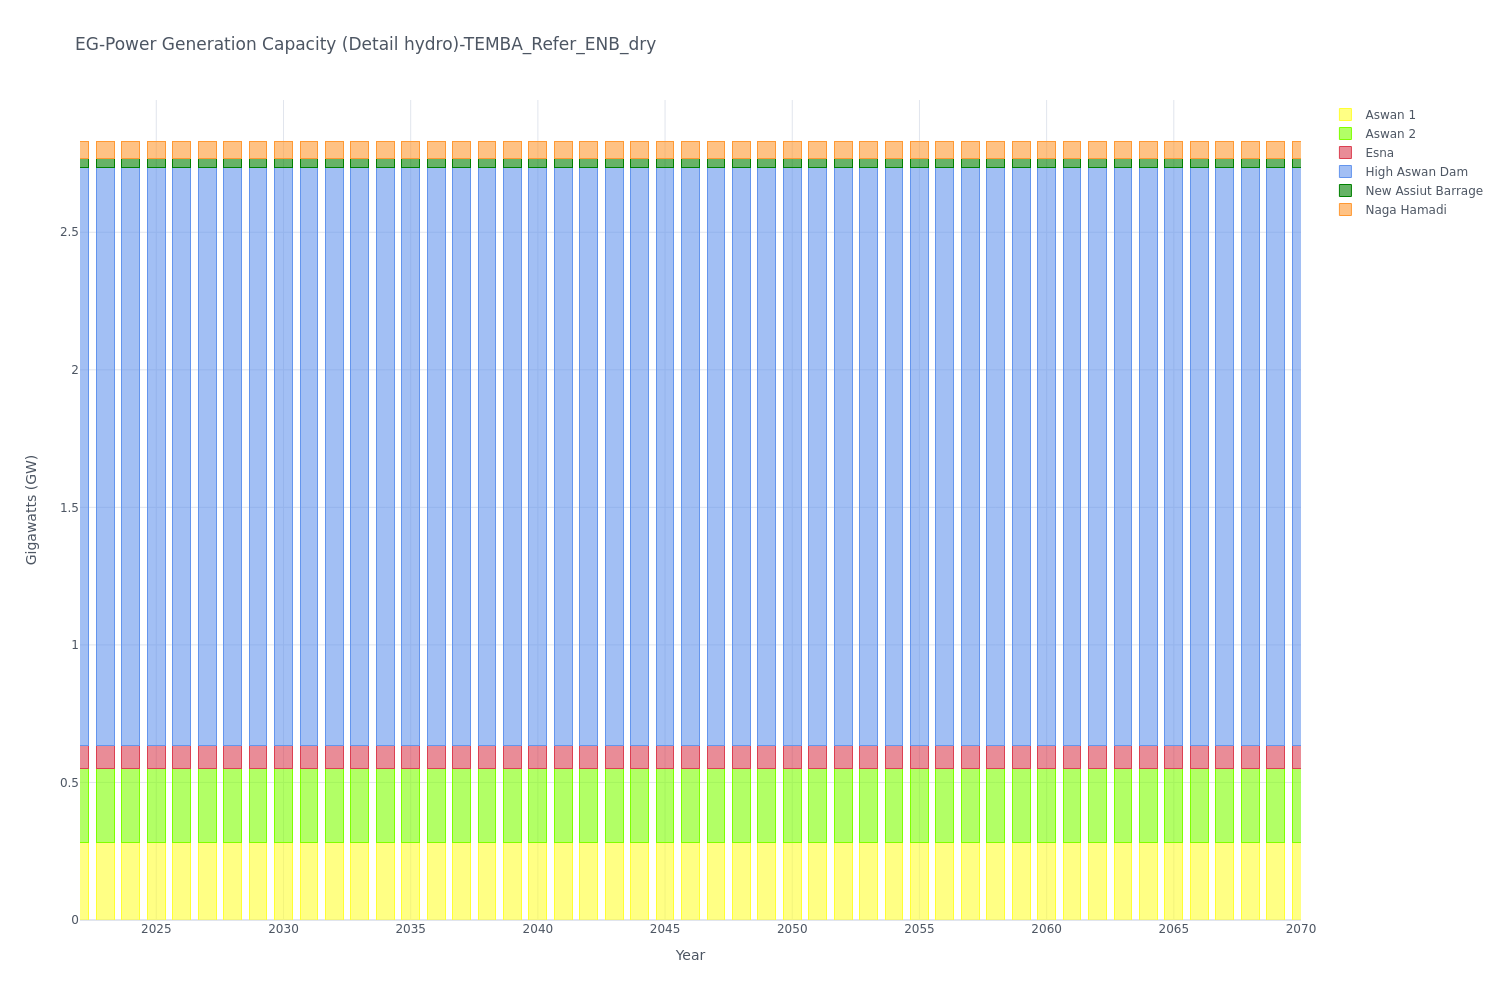 EG-Power Generation Capacity (Detail hydro)-TEMBA_Refer_ENB_dry
Aswan 1
Aswan 2
Esna
High Aswan Dam
New Assiut Barrage
Naga Hamadi
2.5
2
1.5
1
0.5
0
Gigawatts (GW)
2025 2030 2035 2040 2045 2050 2055 2060 2065 2070
Year